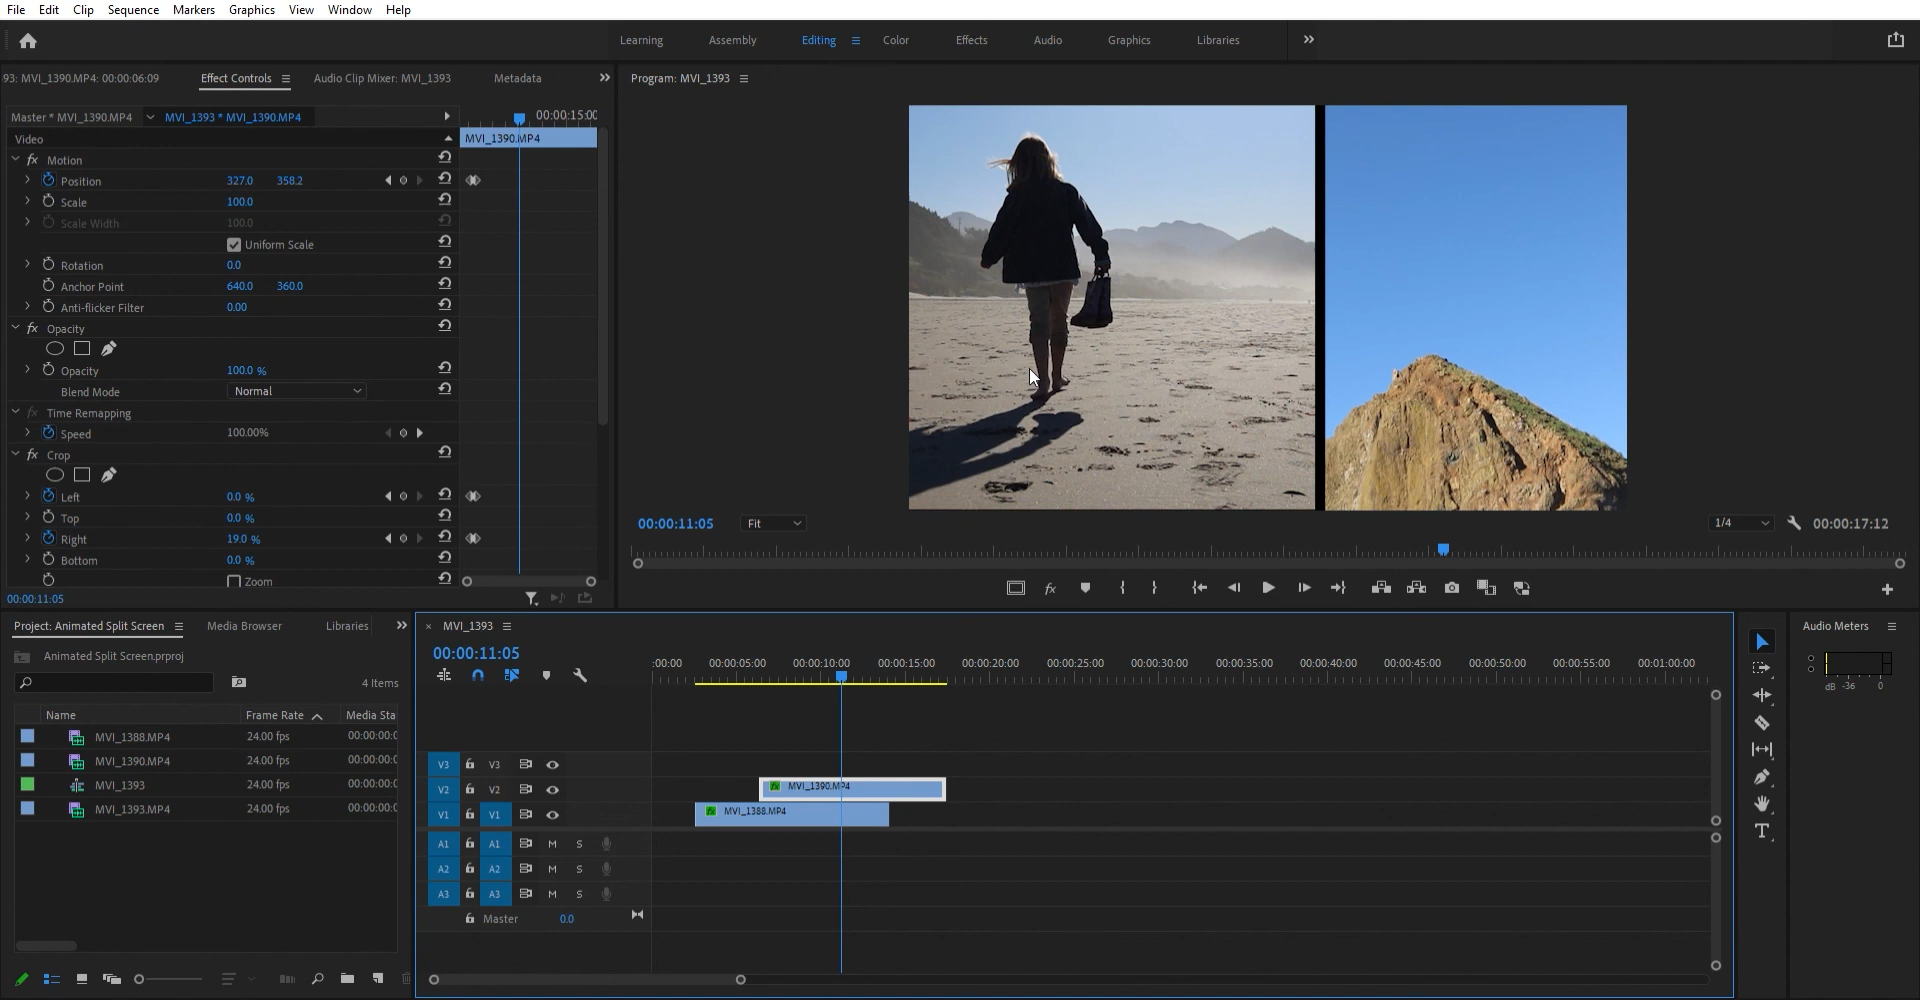 File Edit Clip Sequence Markers Graphics View Window Help
Learning Assembly Editing Color Effects Audio Graphics Libraries
93: MVI_1390.MP4: 00:00:06:09 Effect Controls Audio Clip Mixer: MVI_1393 Metadata
Program: MVI_1393
Master * MVI_1390.MP4 MVI_1393 * MVI_1390.MP4 00:00:15:00
Video MVI_1390.MP4
fx Motion
Position 327.0 358.2
Scale 100.0
Scale Width 100.0
Uniform Scale
Rotation 0.0
Anchor Point 640.0 360.0
Anti-flicker Filter 0.00
fx Opacity
Opacity 100.0 %
Blend Mode Normal
fx Time Remapping
Speed 100.00%
fx Crop
Left 0.0 %
Top 0.0 %
Right 19.0 %
Bottom 0.0 %
Zoom
00:00:11:05
00:00:11:05 Fit 1/4 00:00:17:12
fx
Project: Animated Split Screen Media Browser Libraries
Animated Split Screen.prproj
4 Items
Name Frame Rate Media Sta
MVI_1388.MP4 24.00 fps 00:00:00:0
MVI_1390.MP4 24.00 fps 00:00:00:0
MVI_1393 24.00 fps 00:00:00:0
MVI_1393.MP4 24.00 fps 00:00:00:0
× MVI_1393
00:00:11:05
:00:00 00:00:05:00 00:00:10:00 00:00:15:00 00:00:20:00 00:00:25:00 00:00:30:00 00:00:35:00 00:00:40:00 00:00:45:00 00:00:50:00 00:00:55:00 00:01:00:00
V3 V3
V2 V2 fx MVI_1390.MP4
V1 V1 fx MVI_1388.MP4
A1 A1 M S
A2 A2 M S
A3 A3 M S
Master 0.0
T
Audio Meters
dB -36 0